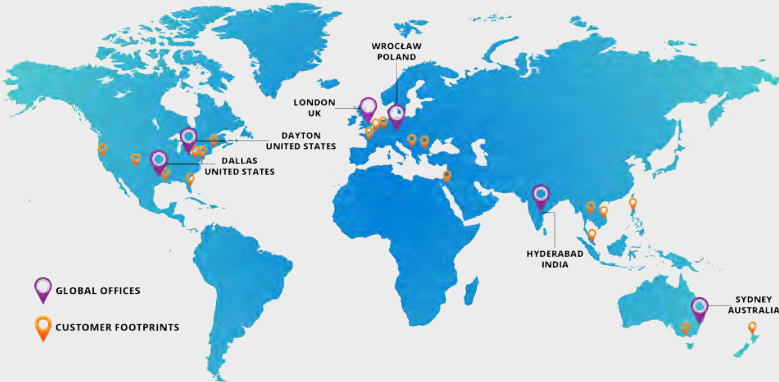 WROCŁAW
POLAND
LONDON
UK
DAYTON
UNITED STATES
DALLAS
UNITED STATES
HYDERABAD
INDIA
GLOBAL OFFICES
SYDNEY
AUSTRALIA
CUSTOMER FOOTPRINTS